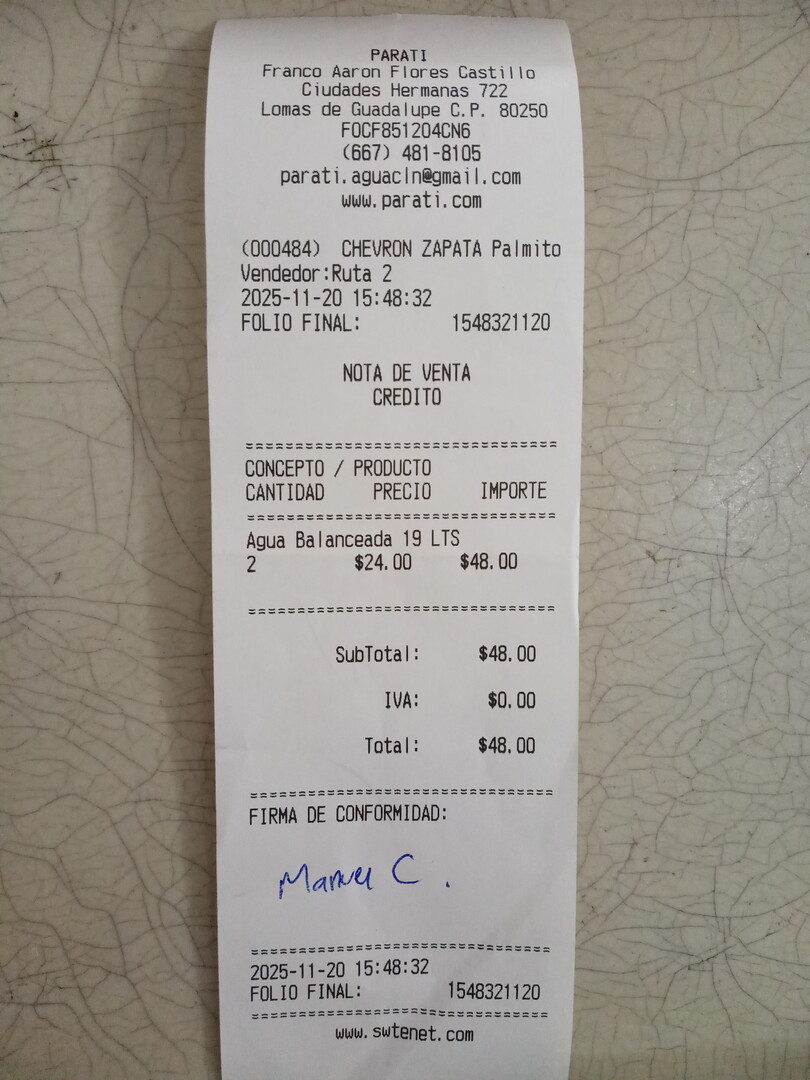 PARATI
Franco Aaron Flores Castillo
Ciudades Hermanas 722
Lomas de Guadalupe C.P. 80250
FOCF851204CN6
(667) 481-8105
parati.aguacln@gmail.com
www.parati.com
(000484) CHEVRON ZAPATA Palmito
Vendedor:Ruta 2
2025-11-20 15:48:32
FOLIO FINAL: 1548321120
NOTA DE VENTA
CREDITO
================================
CONCEPTO / PRODUCTO
CANTIDAD PRECIO IMPORTE
================================
Agua Balanceada 19 LTS
2 $24.00 $48.00
================================
SubTotal: $48.00
IVA: $0.00
Total: $48.00
================================
FIRMA DE CONFORMIDAD:
Manuel C.
================================
2025-11-20 15:48:32
FOLIO FINAL: 1548321120
================================
www.swtenet.com